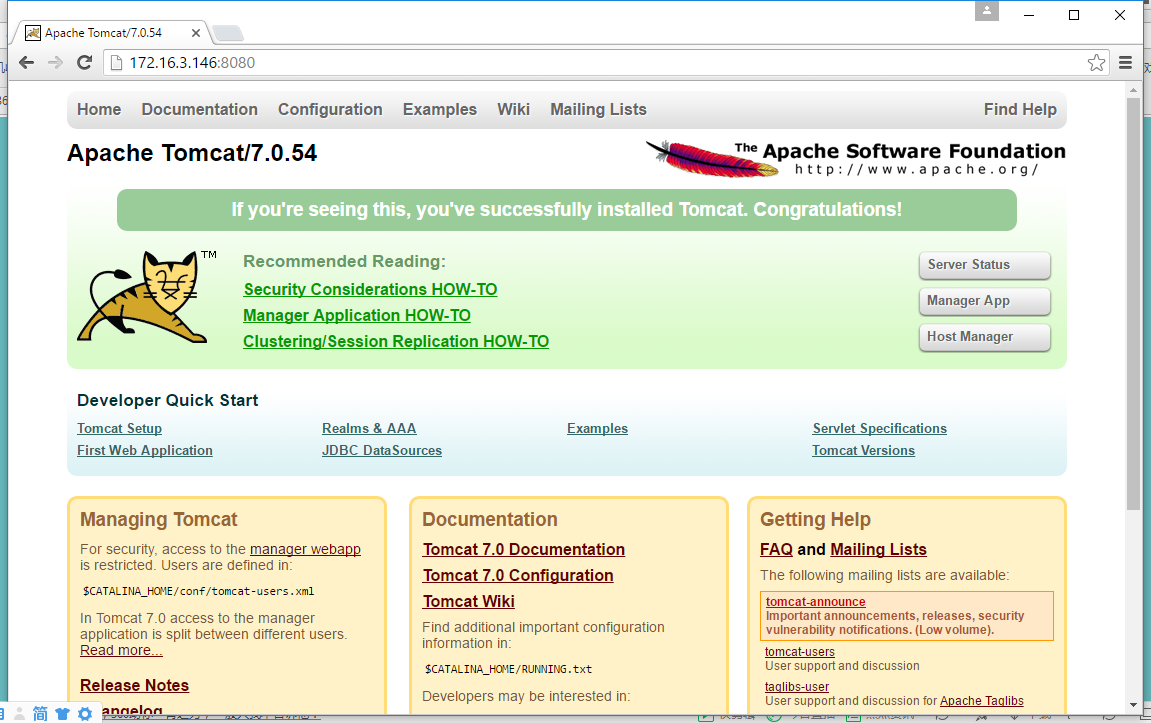 Apache Tomcat/7.0.54
172.16.3.146:8080
Home Documentation Configuration Examples Wiki Mailing Lists Find Help
Apache Tomcat/7.0.54
The Apache Software Foundation
http://www.apache.org/
If you're seeing this, you've successfully installed Tomcat. Congratulations!
TM
Recommended Reading:
Security Considerations HOW-TO
Manager Application HOW-TO
Clustering/Session Replication HOW-TO
Server Status
Manager App
Host Manager
Developer Quick Start
Tomcat Setup
First Web Application
Realms & AAA
JDBC DataSources
Examples
Servlet Specifications
Tomcat Versions
Managing Tomcat
For security, access to the manager webapp
is restricted. Users are defined in:
$CATALINA_HOME/conf/tomcat-users.xml
In Tomcat 7.0 access to the manager
application is split between different users.
Read more...
Release Notes
Changelog
Documentation
Tomcat 7.0 Documentation
Tomcat 7.0 Configuration
Tomcat Wiki
Find additional important configuration
information in:
$CATALINA_HOME/RUNNING.txt
Developers may be interested in:
Getting Help
FAQ and Mailing Lists
The following mailing lists are available:
tomcat-announce
Important announcements, releases, security
vulnerability notifications. (Low volume).
tomcat-users
User support and discussion
taglibs-user
User support and discussion for Apache Taglibs
简